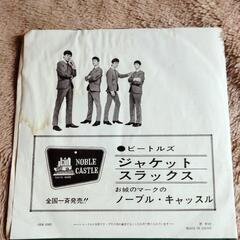 NOBLE
CASTLE
全国一斉発売!!
●ビートルズ
ジャケット
スラックス
お城のマークの
ノーブル・キャッスル